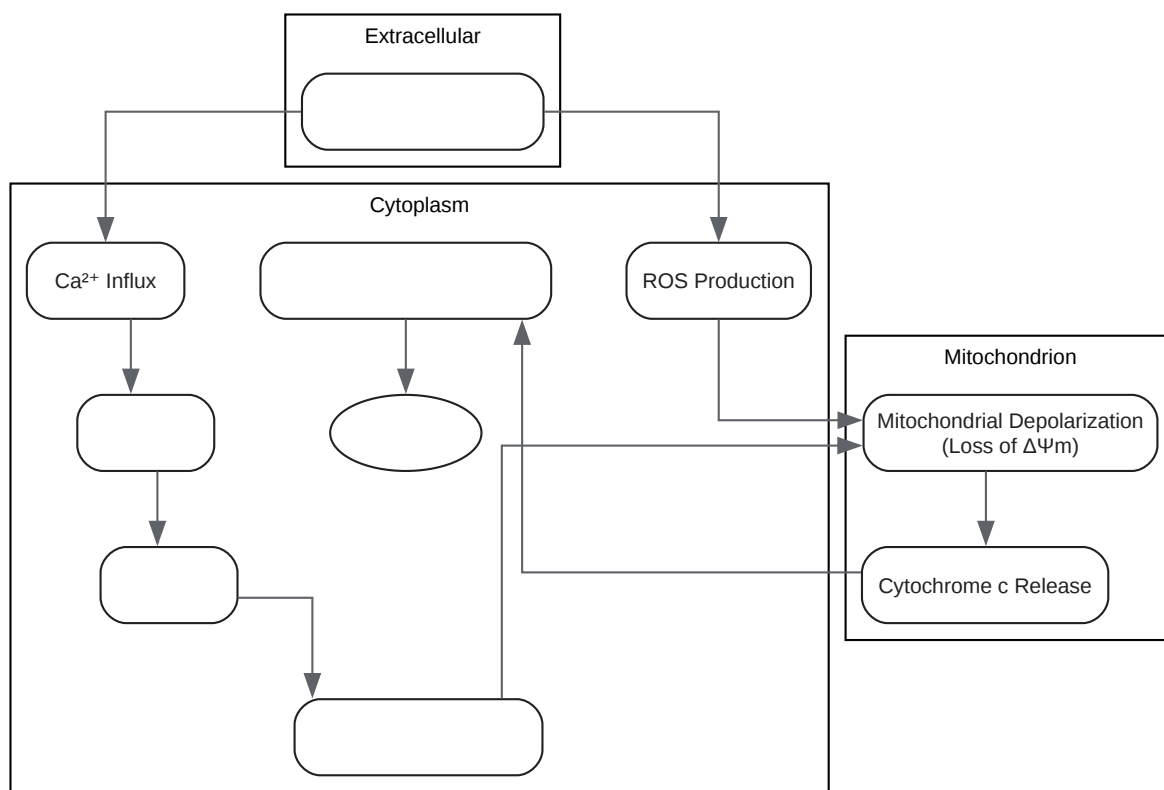 Extracellular
Cytoplasm
Ca²⁺ Influx
ROS Production
Mitochondrion
Mitochondrial Depolarization
(Loss of ΔΨm)
Cytochrome c Release